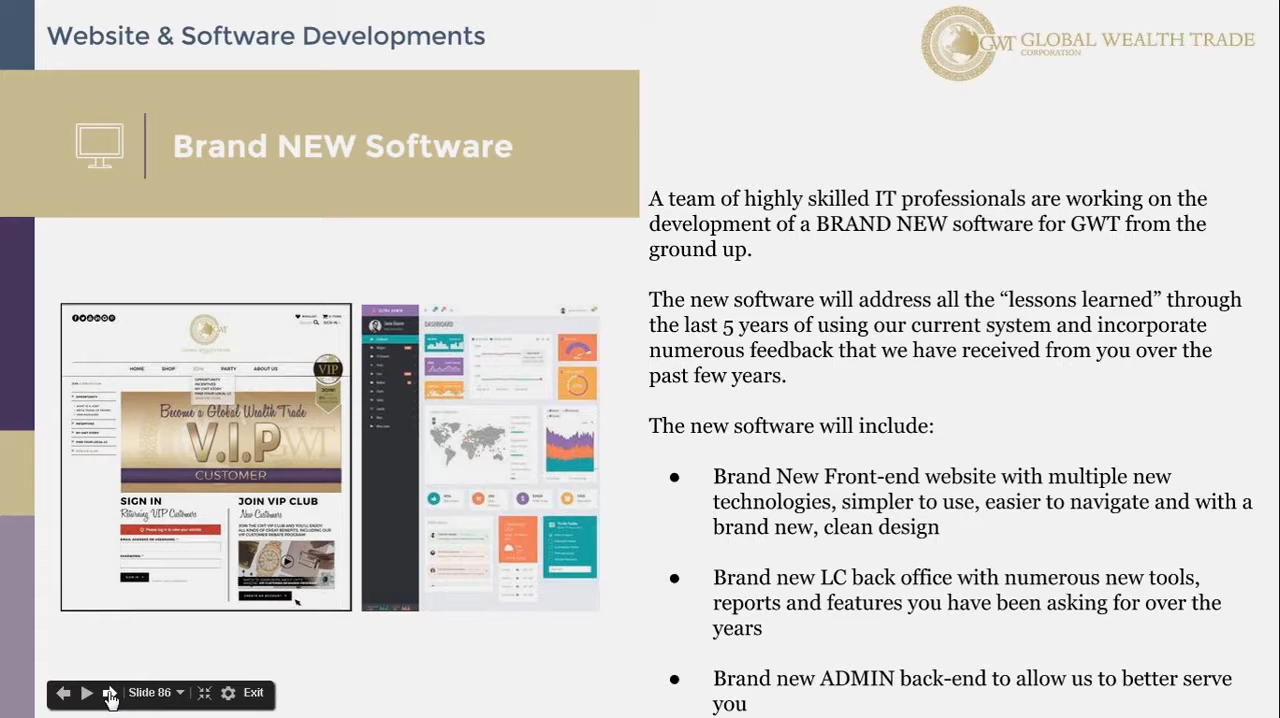 Website & Software Developments
GWT GLOBAL WEALTH TRADE
CORPORATION
Brand NEW Software
A team of highly skilled IT professionals are working on the
development of a BRAND NEW software for GWT from the
ground up.
The new software will address all the “lessons learned” through
the last 5 years of using our current system and incorporate
numerous feedback that we have received from you over the
past few years.
The new software will include:
● Brand New Front-end website with multiple new
technologies, simpler to use, easier to navigate and with a
brand new, clean design
● Brand new LC back office with numerous new tools,
reports and features you have been asking for over the
years
● Brand new ADMIN back-end to allow us to better serve
you
HOME SHOP JOIN PARTY ABOUT US
VIP
Become a Global Wealth Trade
V.I.P
CUSTOMER
SIGN IN
Returning VIP Customers
JOIN VIP CLUB
New Customers
DASHBOARD
Slide 86
Exit